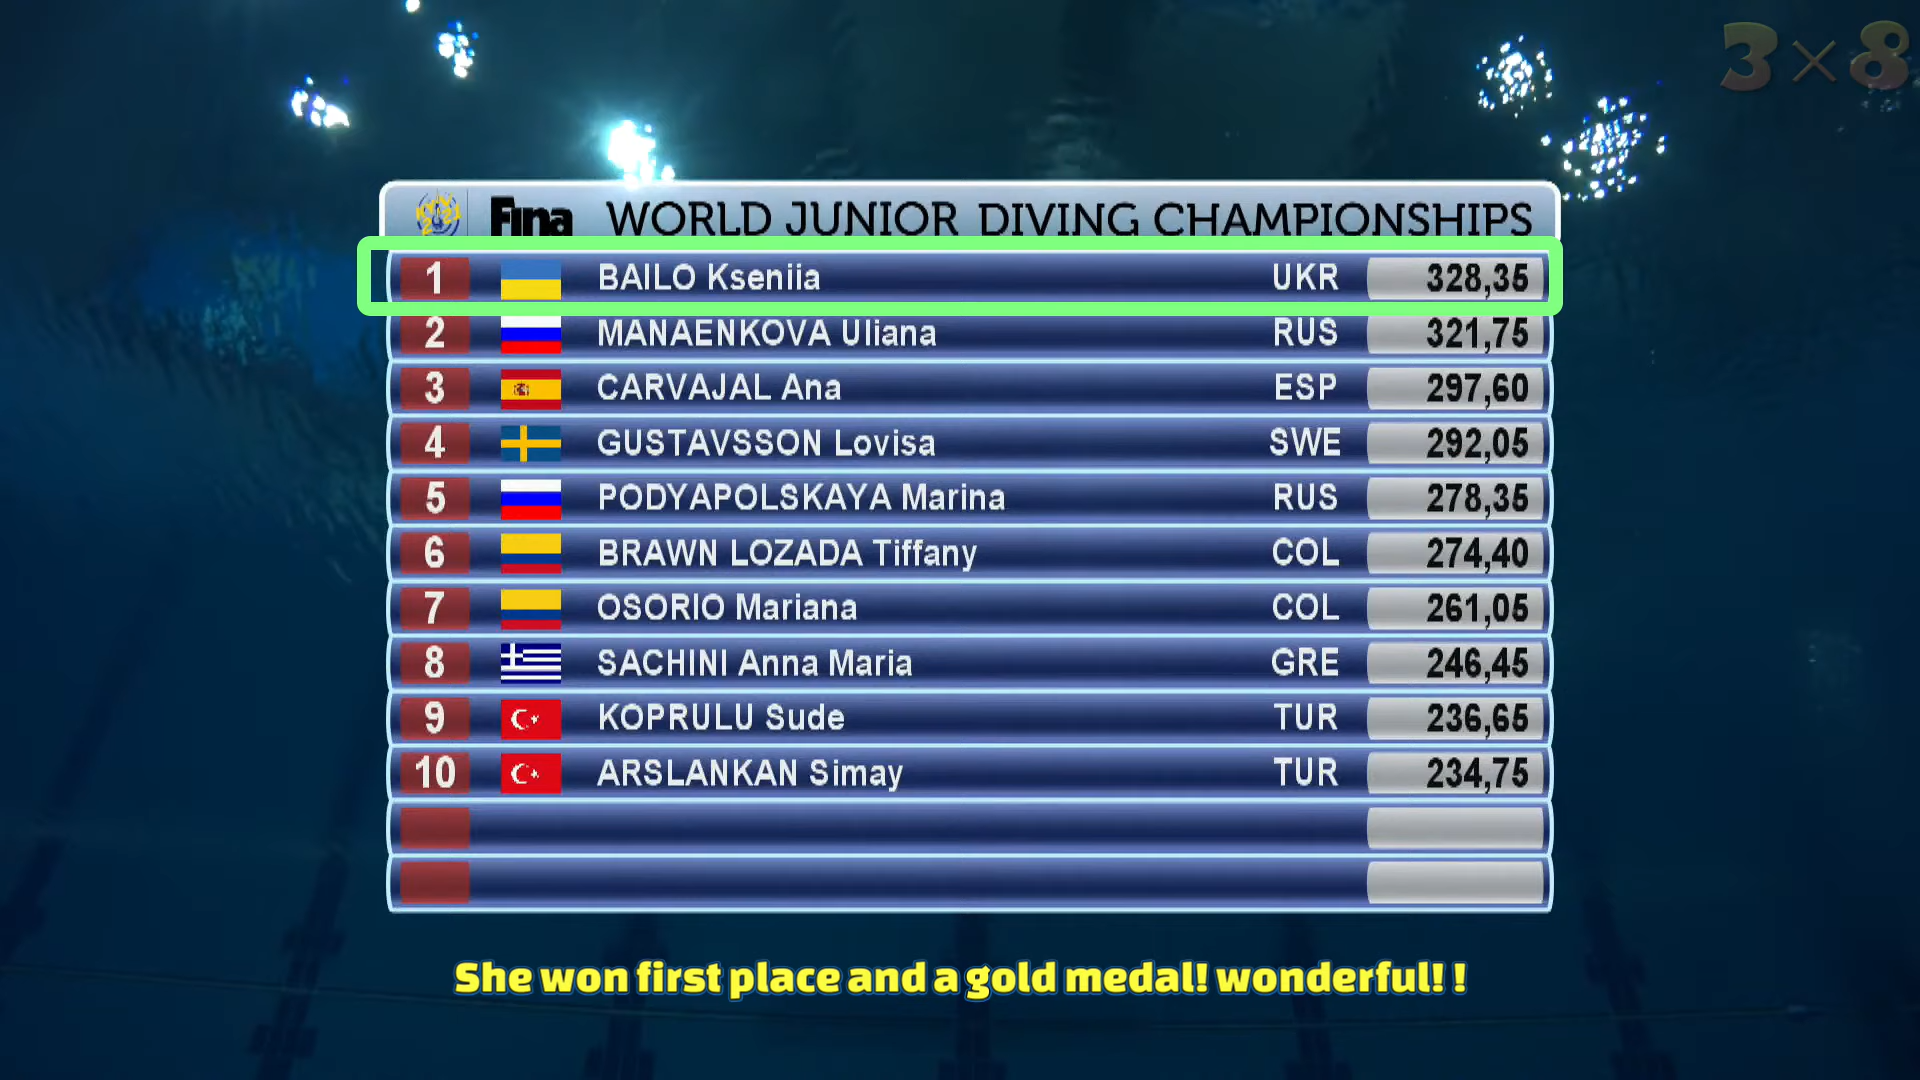 3×8
Fina WORLD JUNIOR DIVING CHAMPIONSHIPS
1 BAILO Kseniia UKR 328,35
2 MANAENKOVA Uliana RUS 321,75
3 CARVAJAL Ana ESP 297,60
4 GUSTAVSSON Lovisa SWE 292,05
5 PODYAPOLSKAYA Marina RUS 278,35
6 BRAWN LOZADA Tiffany COL 274,40
7 OSORIO Mariana COL 261,05
8 SACHINI Anna Maria GRE 246,45
9 KOPRULU Sude TUR 236,65
10 ARSLANKAN Simay TUR 234,75
She won first place and a gold medal! wonderful! !